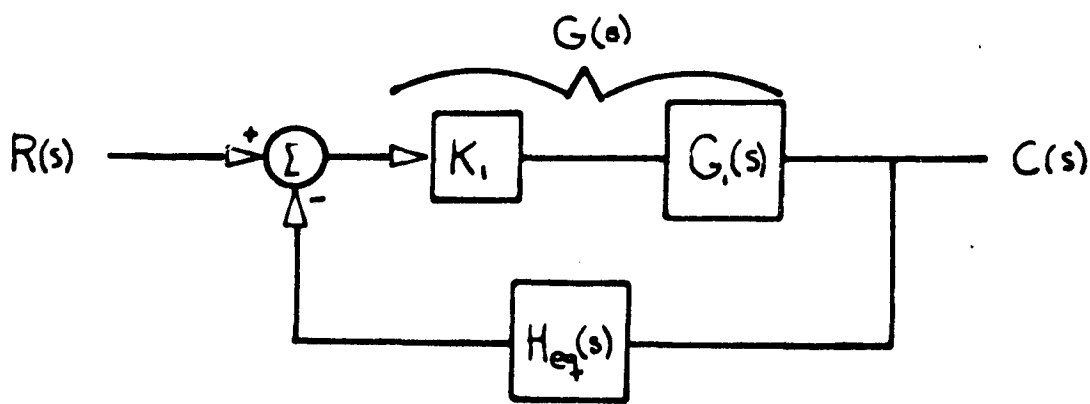 G(s)
R(s)
+
Σ
K₁
G₁(s)
C(s)
-
Heq(s)